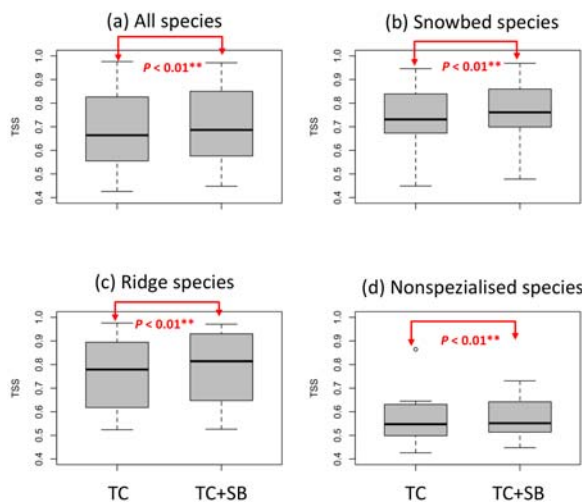 (a) All species
P < 0.01**
TSS
1.0
0.9
0.8
0.7
0.6
0.5
0.4
(b) Snowbed species
P < 0.01**
TSS
1.0
0.9
0.8
0.7
0.6
0.5
0.4
(c) Ridge species
P < 0.01**
TSS
1.0
0.9
0.8
0.7
0.6
0.5
0.4
TC
TC+SB
(d) Nonspezialised species
P < 0.01**
TSS
1.0
0.9
0.8
0.7
0.6
0.5
0.4
TC
TC+SB